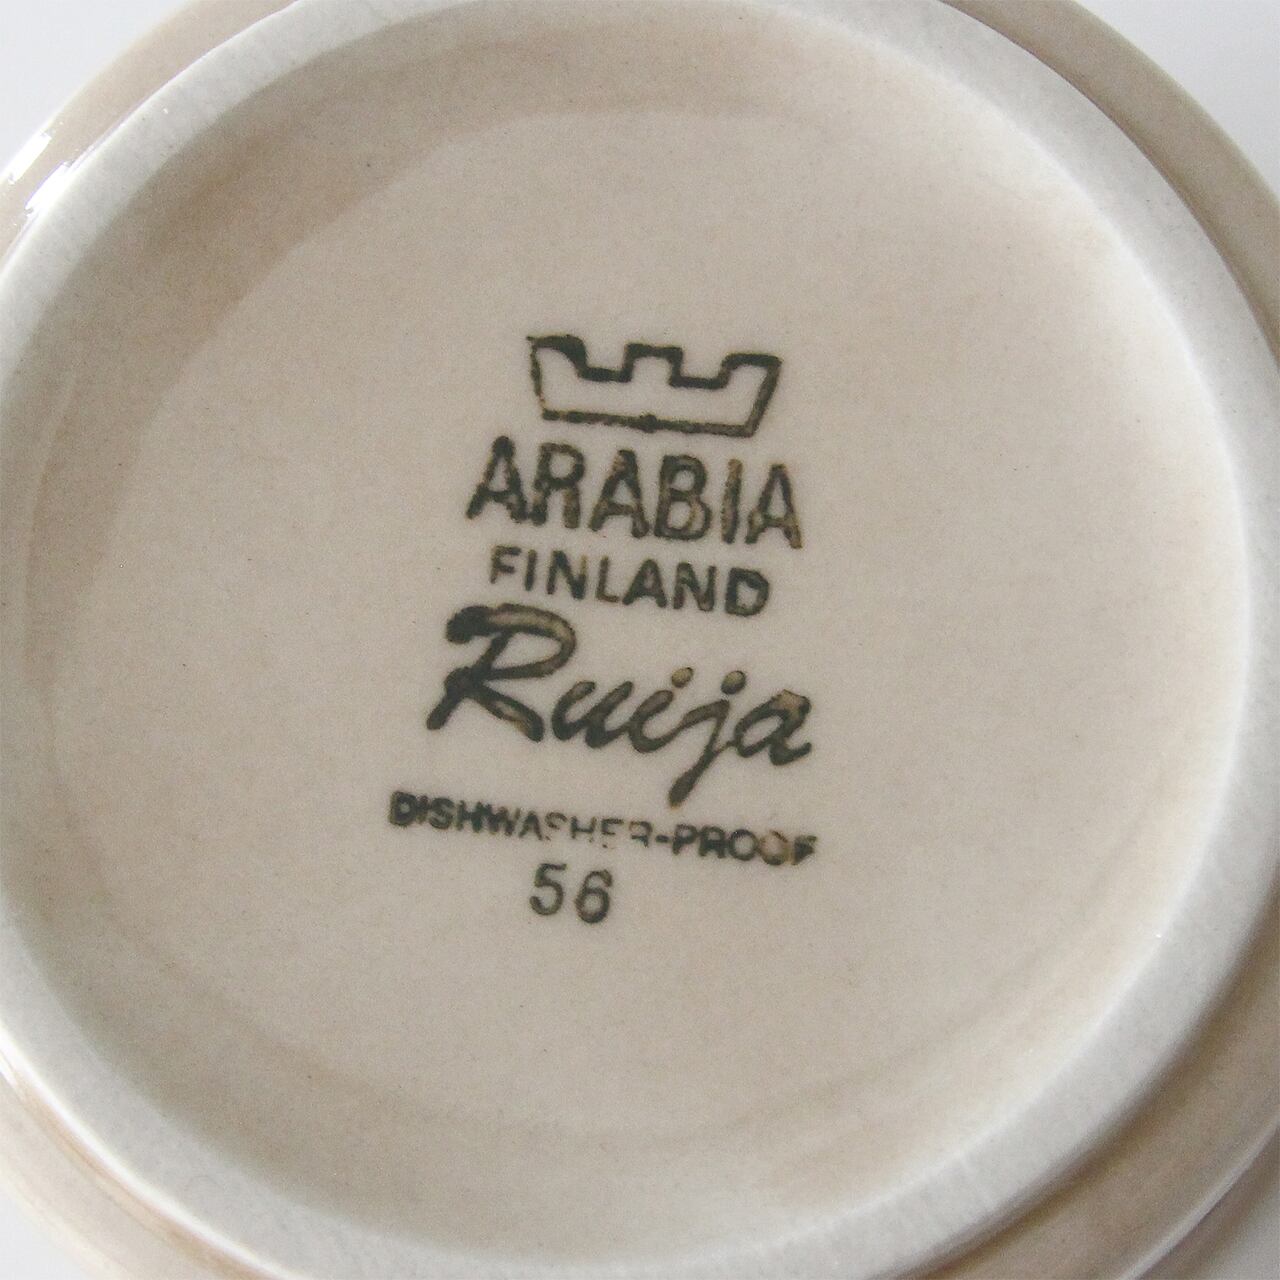 ARABIA
FINLAND
Ruija
DISHWASHER-PROOF
56